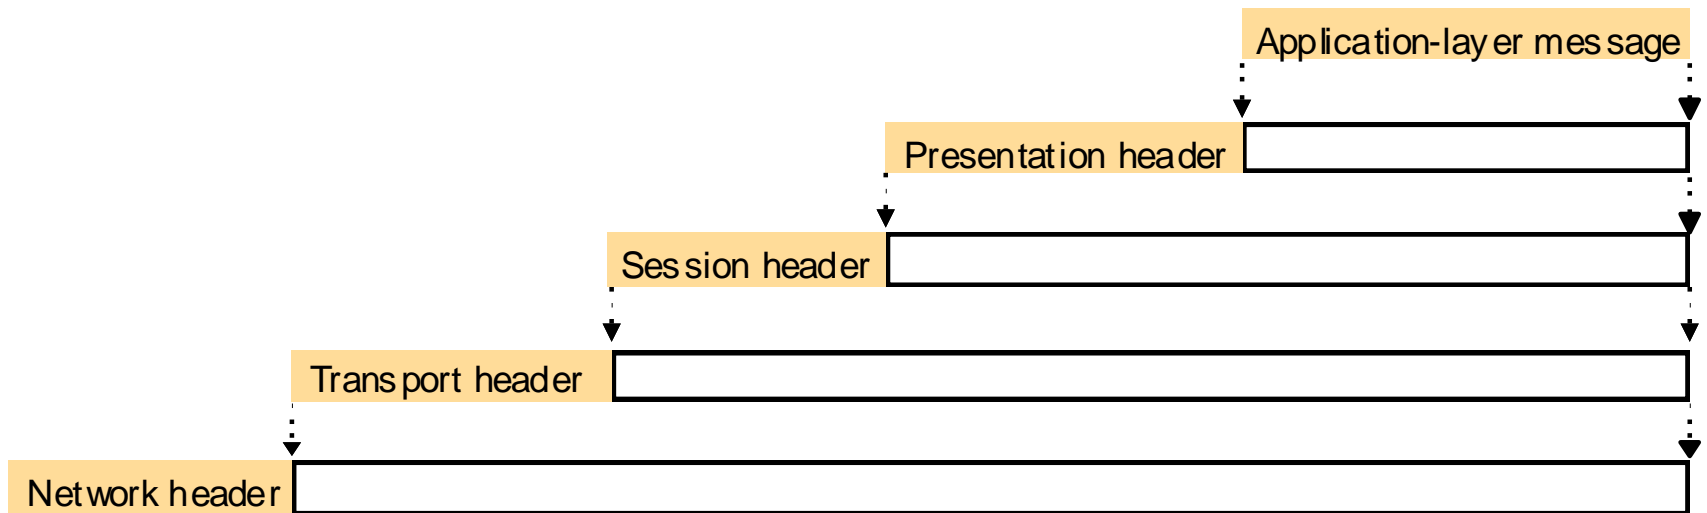 Application-layer message
Presentation header
Session header
Transport header
Network header